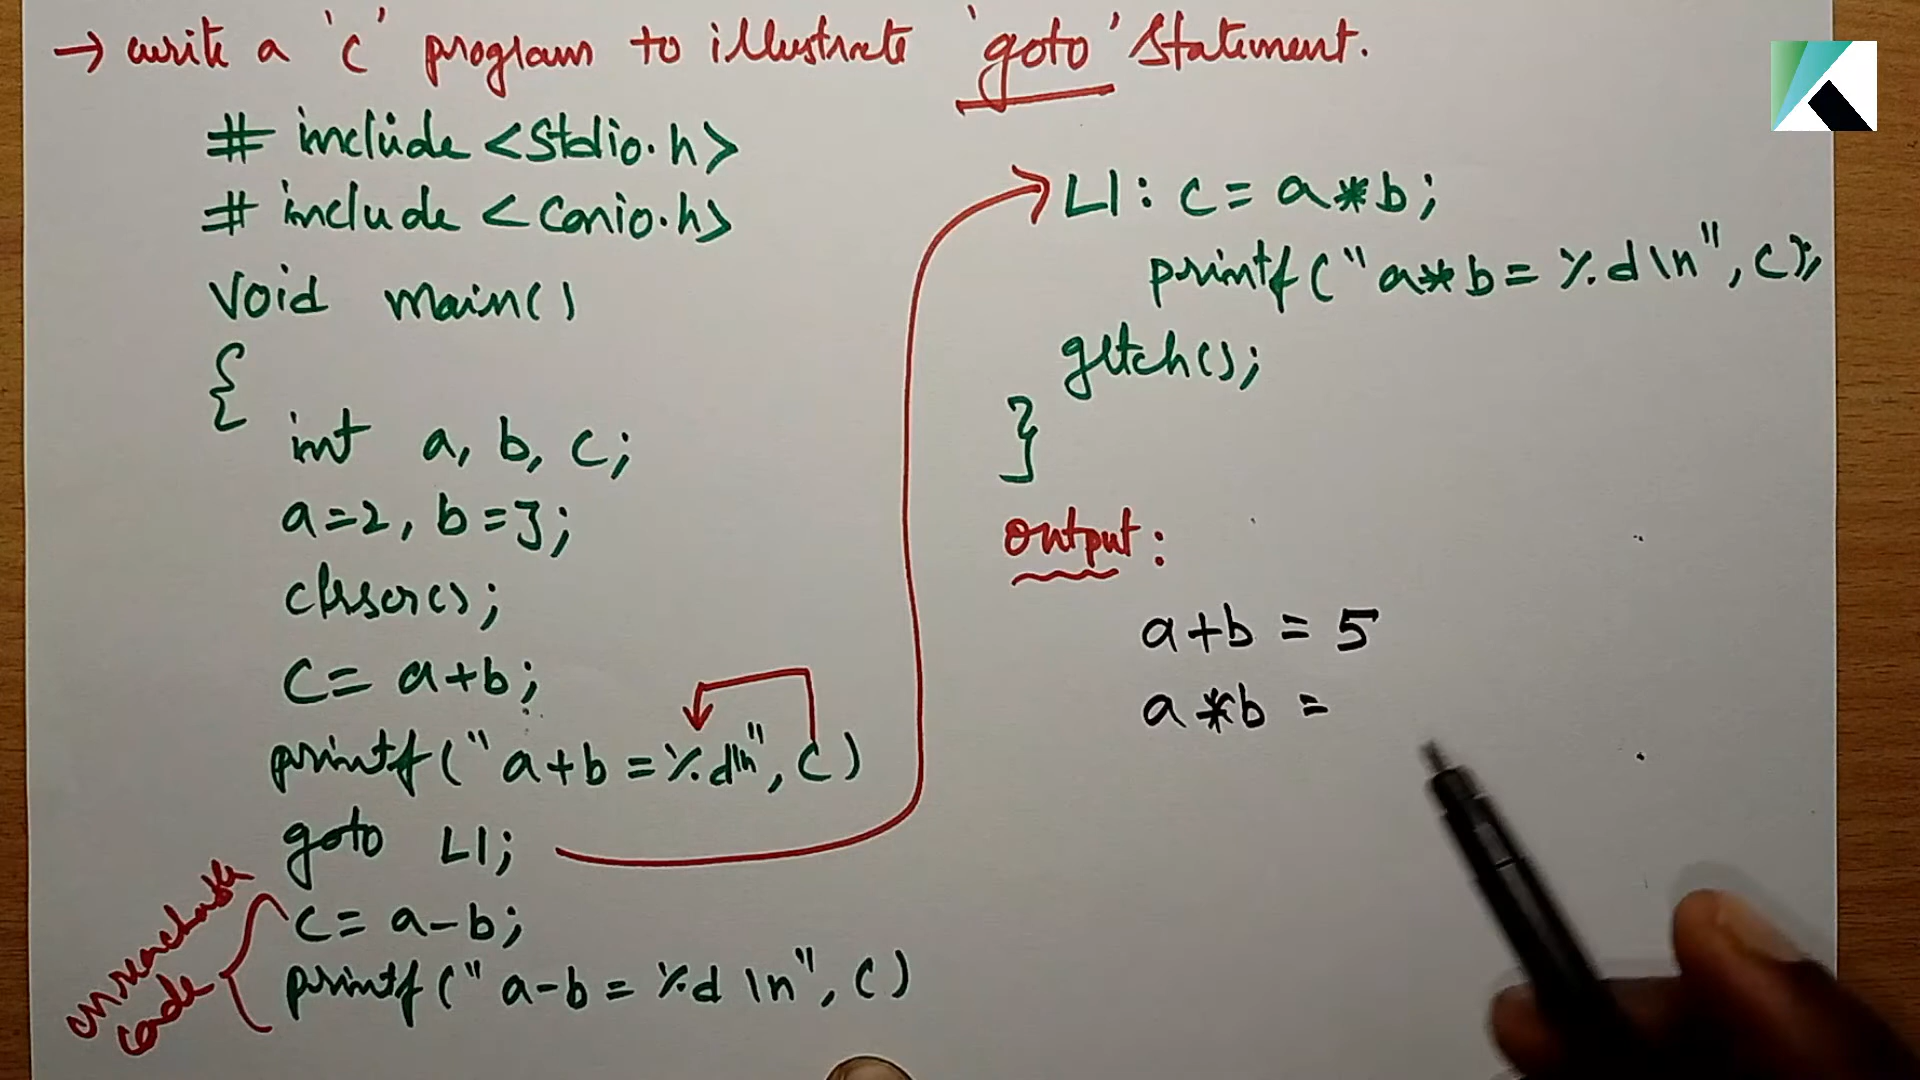 → write a 'c' program to illustrate 'goto' statement.
# include <stdio.h>
# include <conio.h>
void main()
{
int a, b, c;
a=2, b=3;
clrscr();
c= a+b;
printf("a+b=%d\n", c)
goto L1;
c= a-b;
printf("a-b=%d \n", c)
unreachable
code
L1: c= a*b;
printf("a*b=%d\n", c);
getch();
}
output:
a+b = 5
a*b =